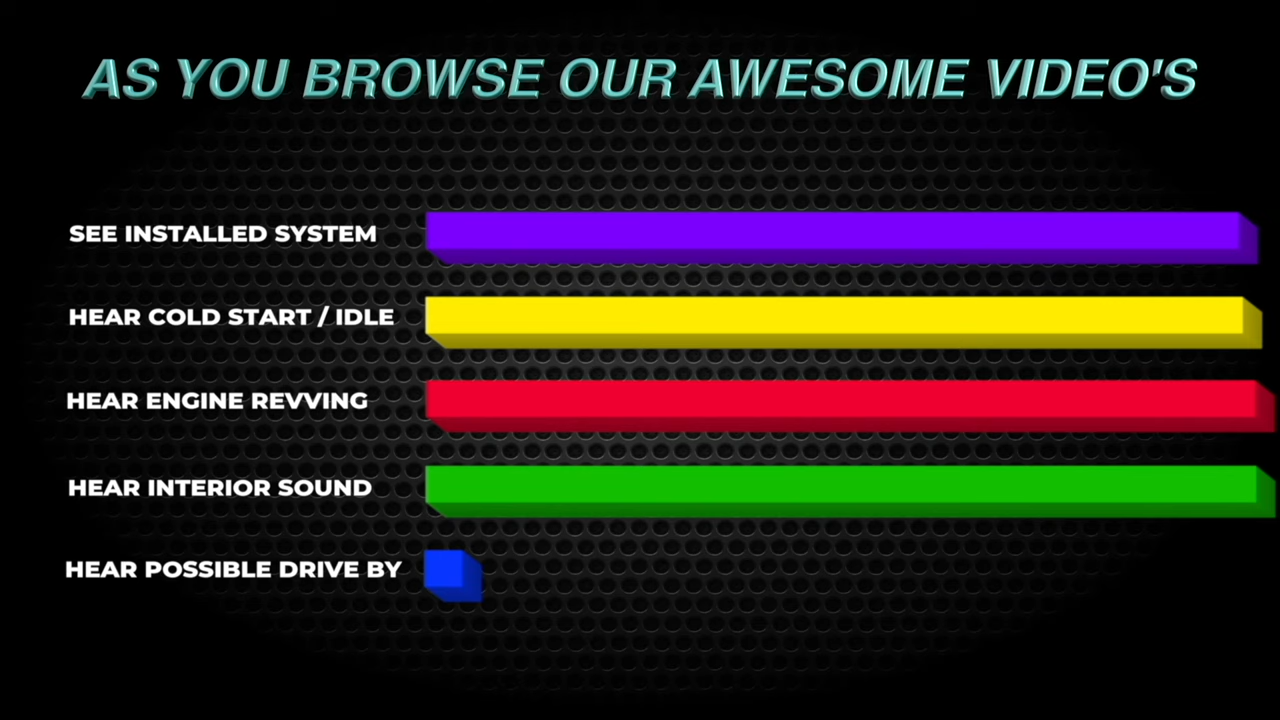 AS YOU BROWSE OUR AWESOME VIDEO'S
SEE INSTALLED SYSTEM
HEAR COLD START / IDLE
HEAR ENGINE REVVING
HEAR INTERIOR SOUND
HEAR POSSIBLE DRIVE BY